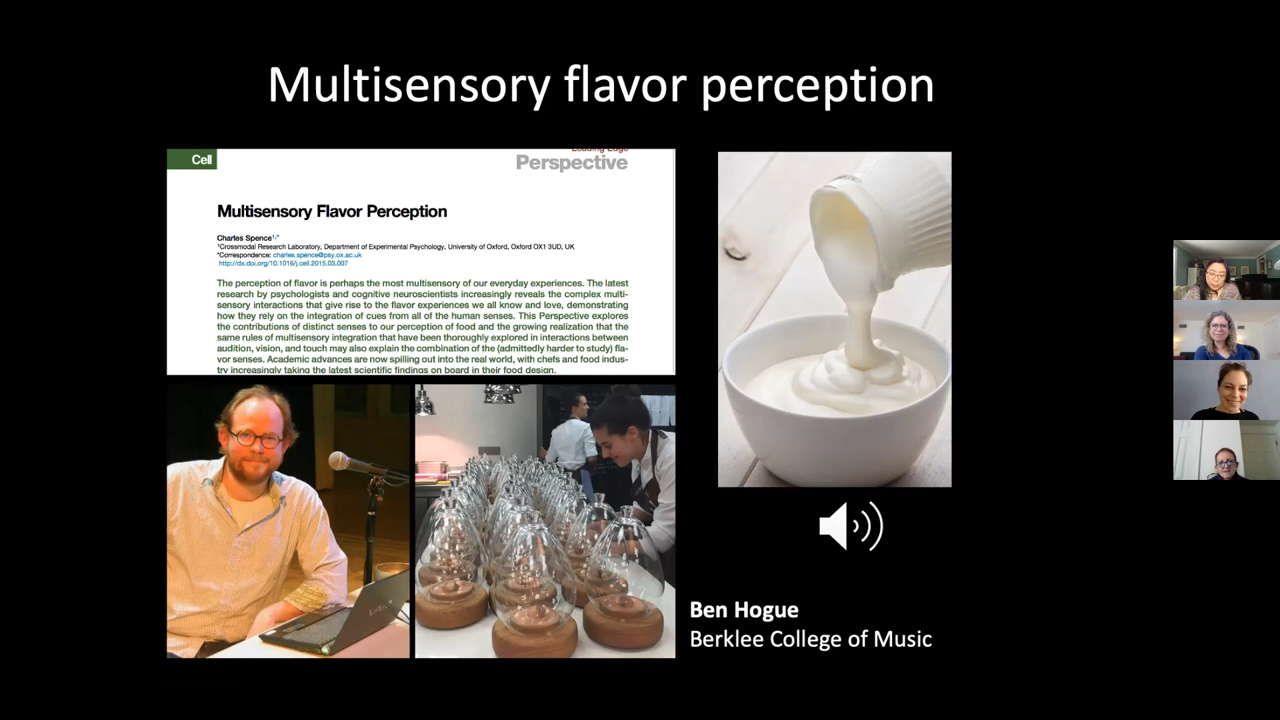 Multisensory flavor perception
Cell
Leading Edge
Perspective
Multisensory Flavor Perception
Charles Spence1,*
1Crossmodal Research Laboratory, Department of Experimental Psychology, University of Oxford, Oxford OX1 3UD, UK
*Correspondence: charles.spence@psy.ox.ac.uk
http://dx.doi.org/10.1016/j.cell.2015.03.007
The perception of flavor is perhaps the most multisensory of our everyday experiences. The latest
research by psychologists and cognitive neuroscientists increasingly reveals the complex multi-
sensory interactions that give rise to the flavor experiences we all know and love, demonstrating
how they rely on the integration of cues from all of the human senses. This Perspective explores
the contributions of distinct senses to our perception of food and the growing realization that the
same rules of multisensory integration that have been thoroughly explored in interactions between
audition, vision, and touch may also explain the combination of the (admittedly harder to study) fla-
vor senses. Academic advances are now spilling out into the real world, with chefs and food indus-
try increasingly taking the latest scientific findings on board in their food design.
Ben Hogue
Berklee College of Music